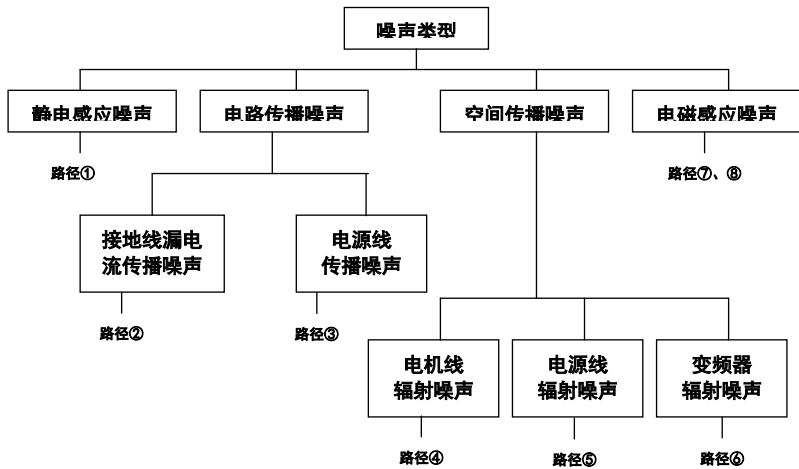 噪声类型
静电感应噪声
电路传播噪声
空间传播噪声
电磁感应噪声
路径①
路径⑦、⑧
接地线漏电
流传播噪声
电源线
传播噪声
路径②
路径③
电机线
辐射噪声
电源线
辐射噪声
变频器
辐射噪声
路径④
路径⑤
路径⑥